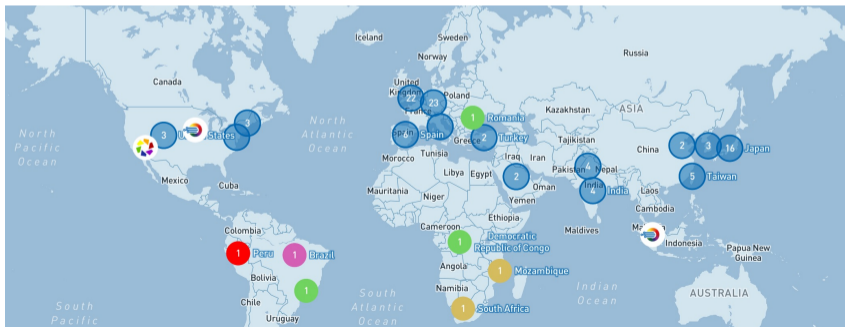 Iceland
Sweden
Russia
Norway
Canada
United
Kingdom
Poland
22
23
France
Kazakhstan
ASIA
North
Pacific
Ocean
North
Atlantic
Ocean
3
3
United States
1
Romania
Spain
Spain
Greece
2
Turkey
Tajikistan
China
2
3
16
Japan
Morocco
Tunisia
Iraq
Iran
Libya
Egypt
Pakistan
Nepal
2
5
Taiwan
Mexico
Cuba
Mauritania
Niger
Oman
Yemen
India
4
India
Laos
Cambodia
Ethiopia
Maldives
Colombia
Cameroon
1
Democratic
Republic of Congo
Indonesia
Papua New
Guinea
1
Peru
1
Brazil
Bolivia
Angola
1
Mozambique
Indian
Ocean
1
Namibia
AUSTRALIA
Chile
South
Pacific
South
Atlantic
Ocean
1
South Africa
Uruguay